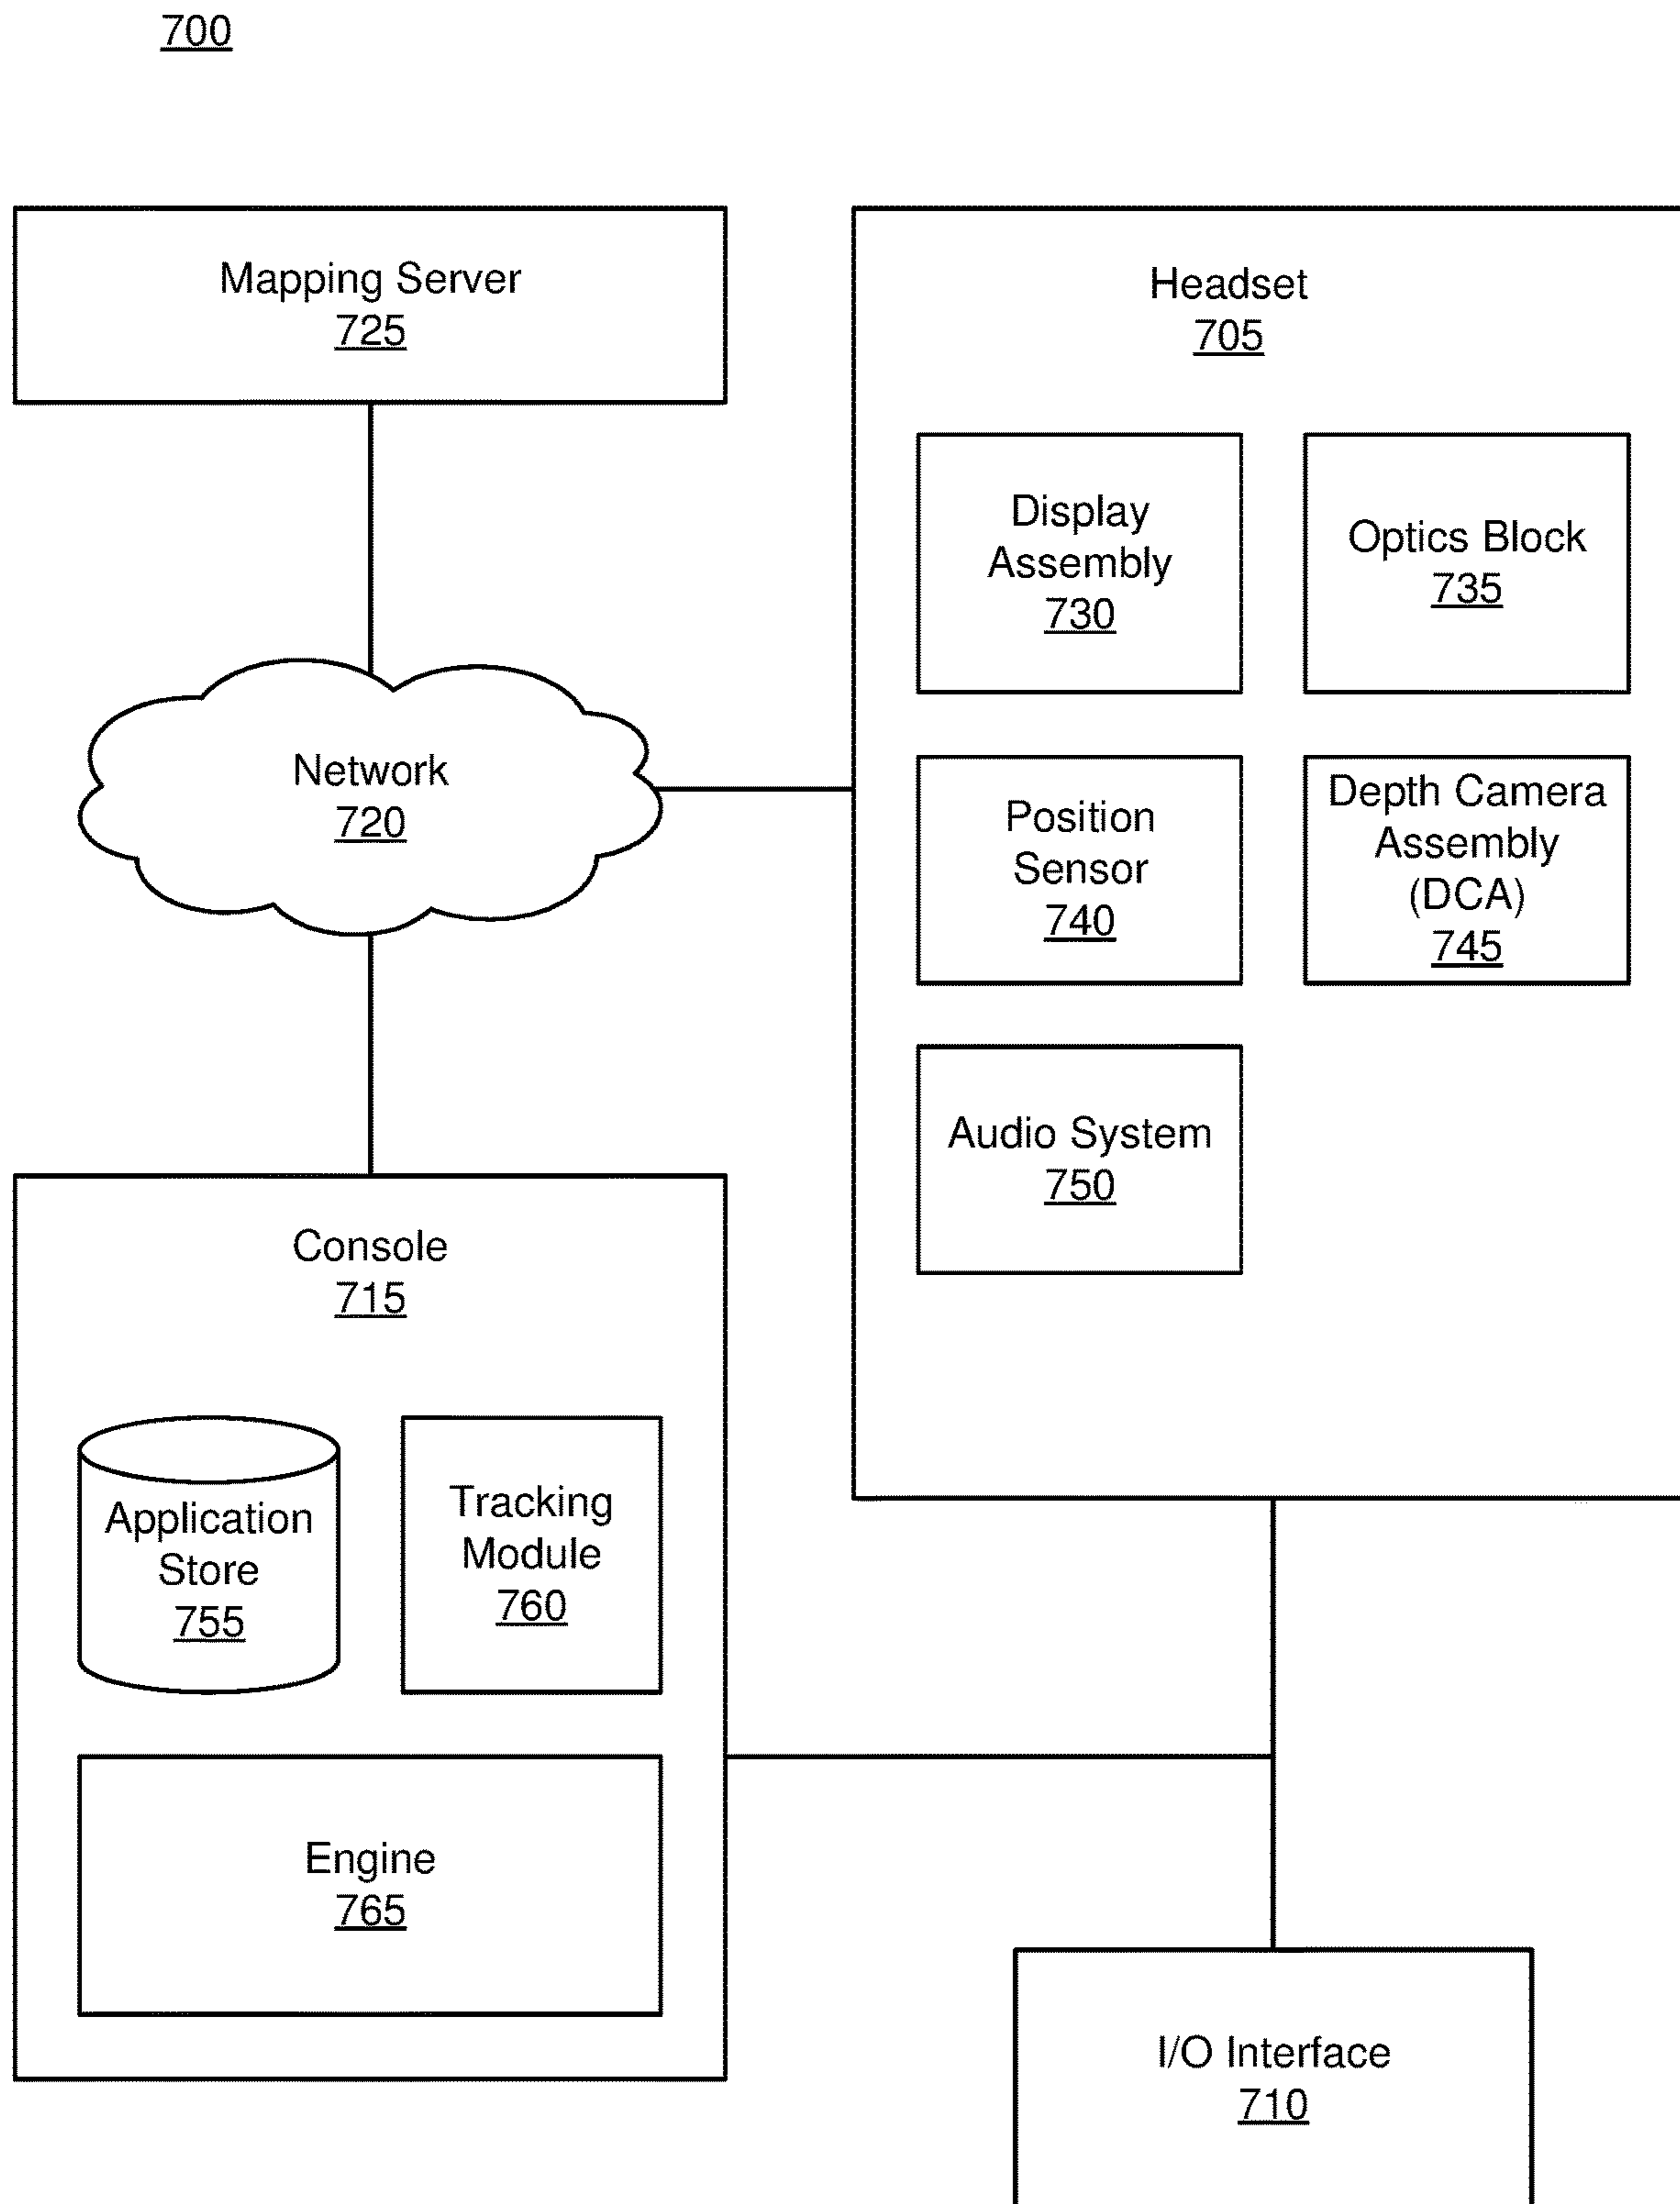 700
Mapping Server
725
Headset
705
Display
Assembly
730
Optics Block
735
Network
720
Position
Sensor
740
Depth Camera
Assembly
(DCA)
745
Audio System
750
Console
715
Application
Store
755
Tracking
Module
760
Engine
765
I/O Interface
710